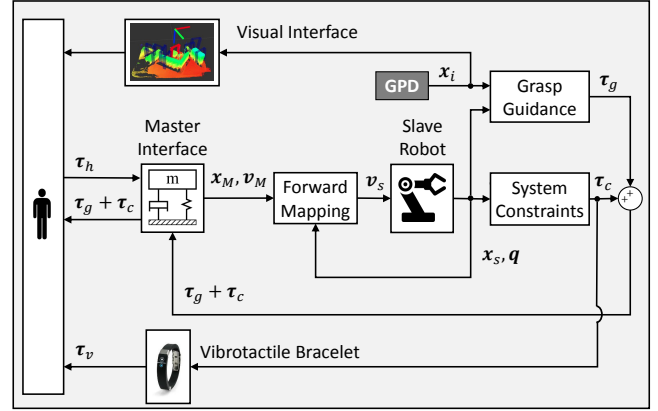 Visual Interface
x_i
GPD
Grasp
Guidance
τ_g
Master
Interface
Slave
Robot
τ_h
m
x_M, v_M
Forward
Mapping
v_s
System
Constraints
τ_c
+
+
τ_g + τ_c
x_s, q
τ_g + τ_c
τ_v
Vibrotactile Bracelet